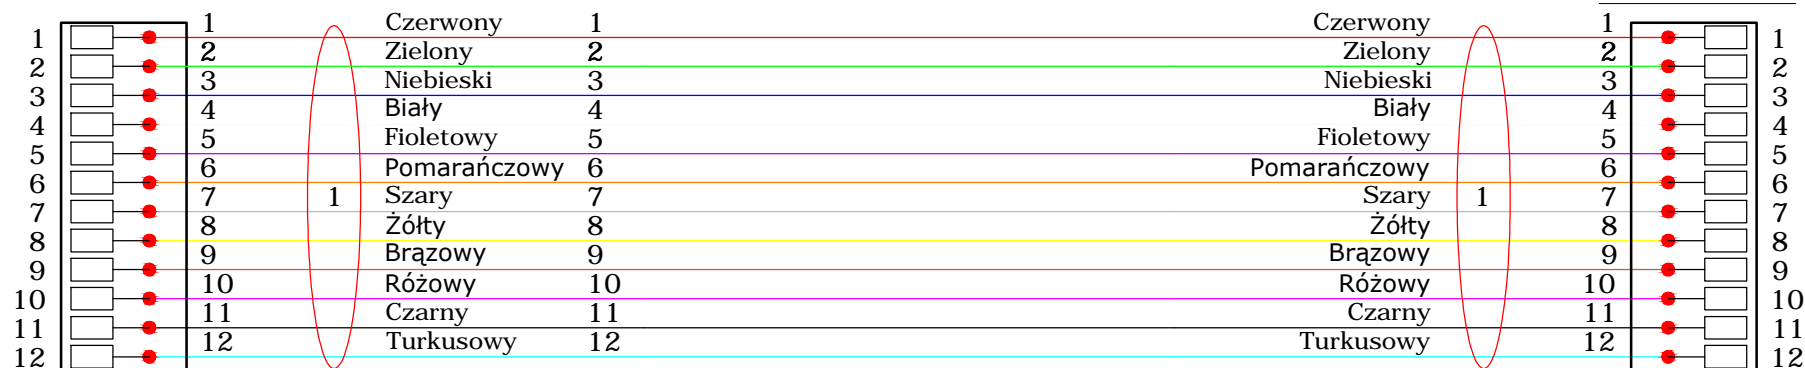 1 1 Czerwony 1 Czerwony 1 1
2 2 Zielony 2 Zielony 2 2
3 3 Niebieski 3 Niebieski 3 3
4 4 Biały 4 Biały 4 4
5 5 Fioletowy 5 Fioletowy 5 5
6 6 Pomarańczowy 6 Pomarańczowy 6 6
7 7 1 Szary 7 Szary 1 7 7
8 8 Żółty 8 Żółty 8 8
9 9 Brązowy 9 Brązowy 9 9
10 10 Różowy 10 Różowy 10 10
11 11 Czarny 11 Czarny 11 11
12 12 Turkusowy 12 Turkusowy 12 12